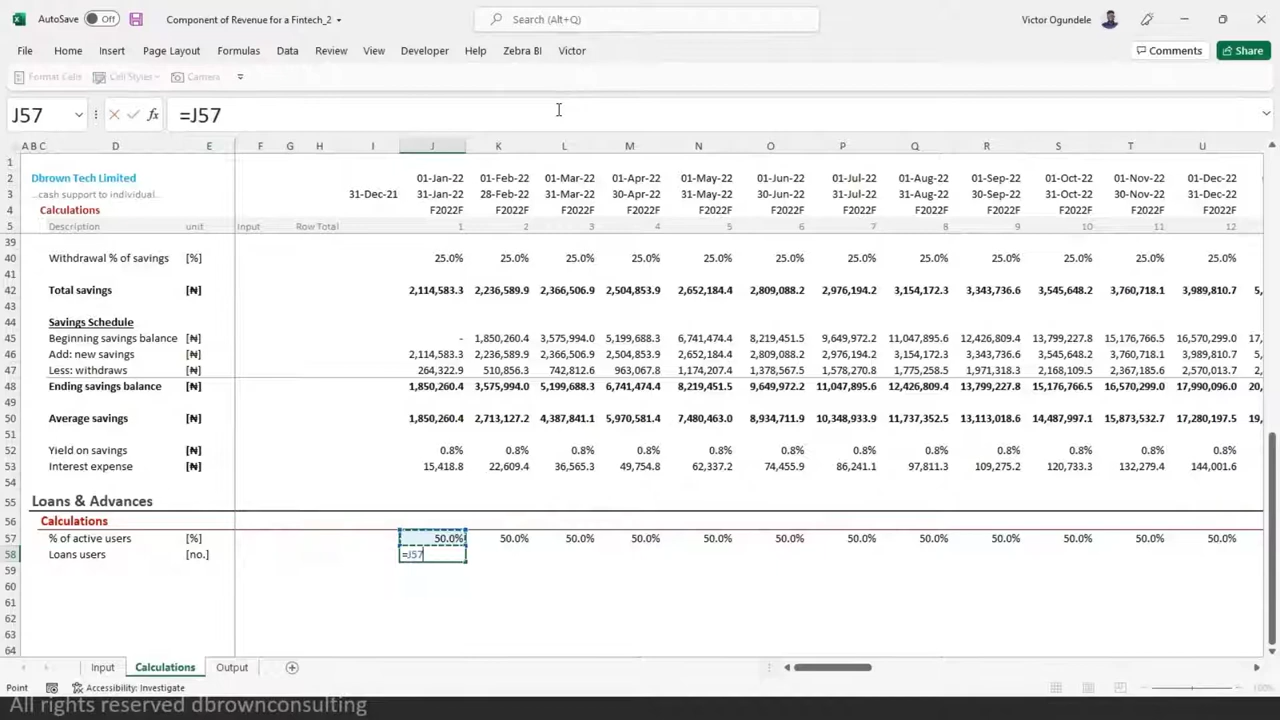 AutoSave Off Component of Revenue for a Fintech_2 Search (Alt+Q) Victor Ogundele
File Home Insert Page Layout Formulas Data Review View Developer Help Zebra BI Victor Comments Share
Format Cells Cell Styles Camera
J57 fx =J57
A B C D E F G H I J K L M N O P Q R S T U
1
2 Dbrown Tech Limited 01-Jan-22 01-Feb-22 01-Mar-22 01-Apr-22 01-May-22 01-Jun-22 01-Jul-22 01-Aug-22 01-Sep-22 01-Oct-22 01-Nov-22 01-Dec-22
3 ...cash support to individual... 31-Dec-21 31-Jan-22 28-Feb-22 31-Mar-22 30-Apr-22 31-May-22 30-Jun-22 31-Jul-22 31-Aug-22 30-Sep-22 31-Oct-22 30-Nov-22 31-Dec-22
4 Calculations F2022F F2022F F2022F F2022F F2022F F2022F F2022F F2022F F2022F F2022F F2022F F2022F
5 Description unit Input Row Total 1 2 3 4 5 6 7 8 9 10 11 12
39
40 Withdrawal % of savings [%] 25.0% 25.0% 25.0% 25.0% 25.0% 25.0% 25.0% 25.0% 25.0% 25.0% 25.0% 25.0%
41
42 Total savings [₦] 2,114,583.3 2,236,589.9 2,366,506.9 2,504,853.9 2,652,184.4 2,809,088.2 2,976,194.2 3,154,172.3 3,343,736.6 3,545,648.2 3,760,718.1 3,989,810.7 5,
43
44 Savings Schedule
45 Beginning savings balance [₦] - 1,850,260.4 3,575,994.0 5,199,688.3 6,741,474.4 8,219,451.5 9,649,972.2 11,047,895.6 12,426,809.4 13,799,227.8 15,176,766.5 16,570,299.0 17,
46 Add: new savings [₦] 2,114,583.3 2,236,589.9 2,366,506.9 2,504,853.9 2,652,184.4 2,809,088.2 2,976,194.2 3,154,172.3 3,343,736.6 3,545,648.2 3,760,718.1 3,989,810.7 5,
47 Less: withdraws [₦] 264,322.9 510,856.3 742,812.6 963,067.8 1,174,207.4 1,378,567.5 1,578,270.8 1,775,258.5 1,971,318.3 2,168,109.5 2,367,185.6 2,570,013.7 2,
48 Ending savings balance [₦] 1,850,260.4 3,575,994.0 5,199,688.3 6,741,474.4 8,219,451.5 9,649,972.2 11,047,895.6 12,426,809.4 13,799,227.8 15,176,766.5 16,570,299.0 17,990,096.0 20,
49
50 Average savings [₦] 1,850,260.4 2,713,127.2 4,387,841.1 5,970,581.4 7,480,463.0 8,934,711.9 10,348,933.9 11,737,352.5 13,113,018.6 14,487,997.1 15,873,532.7 17,280,197.5 19,
51
52 Yield on savings [₦] 0.8% 0.8% 0.8% 0.8% 0.8% 0.8% 0.8% 0.8% 0.8% 0.8% 0.8% 0.8%
53 Interest expense [₦] 15,418.8 22,609.4 36,565.3 49,754.8 62,337.2 74,455.9 86,241.1 97,811.3 109,275.2 120,733.3 132,279.4 144,001.6
54
55 Loans & Advances
56 Calculations
57 % of active users [%] 50.0% 50.0% 50.0% 50.0% 50.0% 50.0% 50.0% 50.0% 50.0% 50.0% 50.0% 50.0%
58 Loans users [no.] =J57
59
60
61
62
63
64
Input Calculations Output
Point Accessibility: Investigate 100%
All rights reserved dbrownconsulting